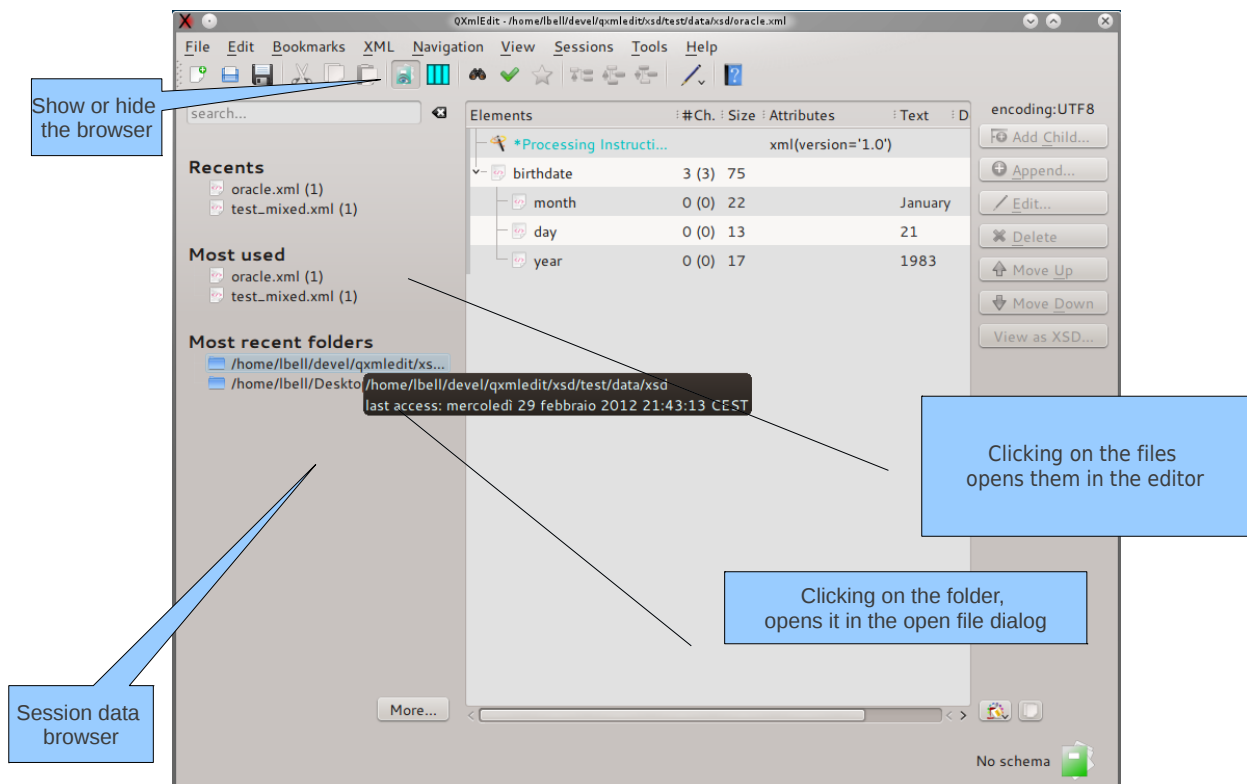 QXmlEdit - /home/lbell/devel/qxmledit/xsd/test/data/xsd/oracle.xml
File Edit Bookmarks XML Navigation View Sessions Tools Help
Show or hide
the browser
search...
Recents
oracle.xml (1)
test_mixed.xml (1)
Most used
oracle.xml (1)
test_mixed.xml (1)
Most recent folders
/home/lbell/devel/qxmledit/xs...
/home/lbell/Deskto
/home/lbell/devel/qxmledit/xsd/test/data/xsd
last access: mercoledì 29 febbraio 2012 21:43:13 CEST
More...
Session data
browser
Elements #Ch. Size Attributes Text D
*Processing Instructi... xml(version='1.0')
birthdate 3 (3) 75
month 0 (0) 22 January
day 0 (0) 13 21
year 0 (0) 17 1983
encoding:UTF8
Add Child...
Append...
Edit...
Delete
Move Up
Move Down
View as XSD...
Clicking on the files
opens them in the editor
Clicking on the folder,
opens it in the open file dialog
No schema